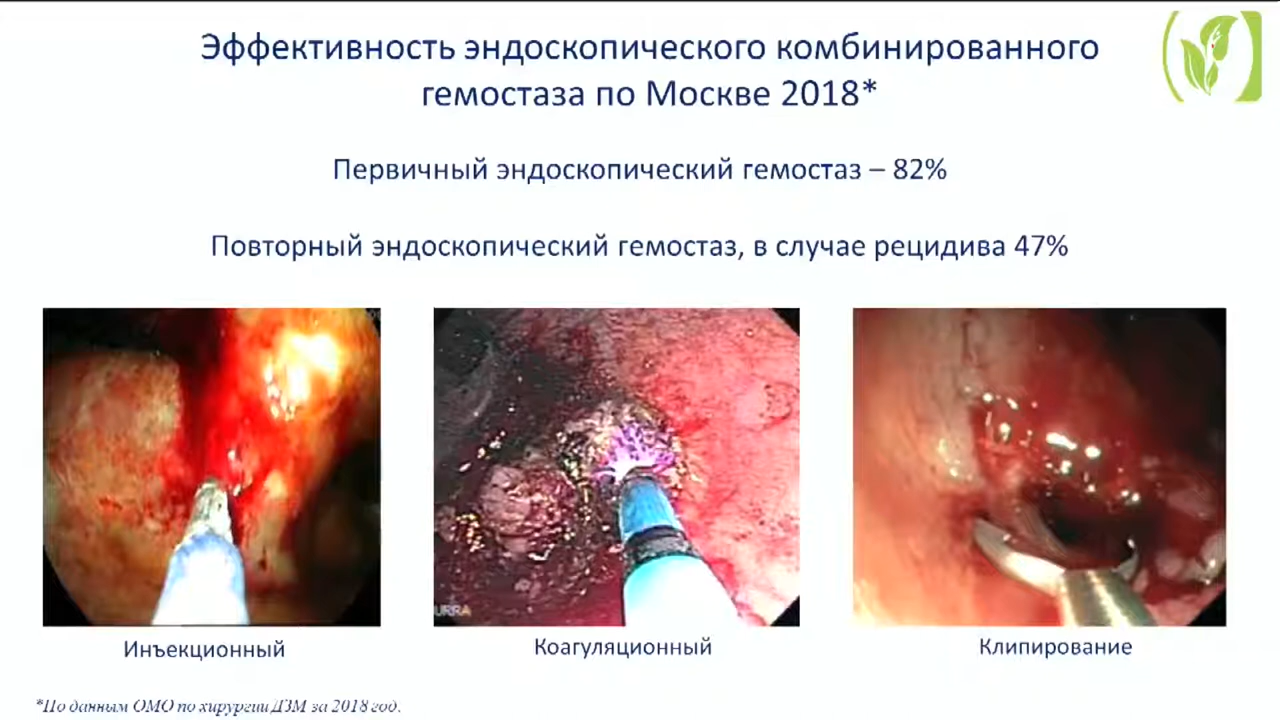 Эффективность эндоскопического комбинированного
гемостаза по Москве 2018*
Первичный эндоскопический гемостаз – 82%
Повторный эндоскопический гемостаз, в случае рецидива 47%
URRA
Инъекционный
Коагуляционный
Клипирование
*По данным ОМО по хирургии ДЗМ за 2018 год.